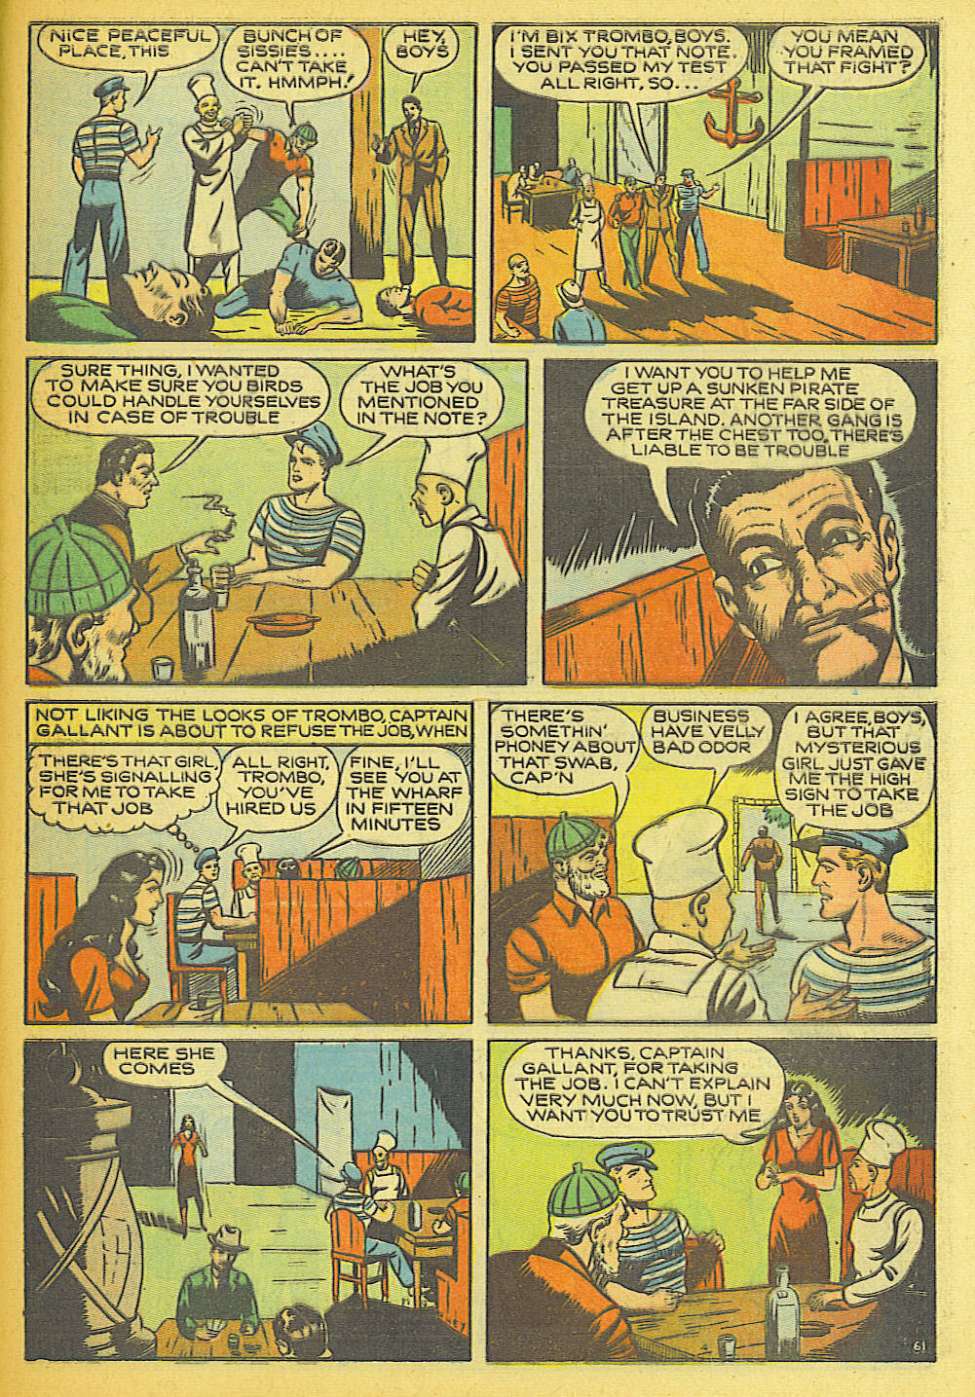 NICE PEACEFUL
PLACE, THIS
BUNCH OF
SISSIES....
CAN'T TAKE
IT. HMMPH!
HEY,
BOYS
I'M BIX TROMBO, BOYS.
I SENT YOU THAT NOTE.
YOU PASSED MY TEST
ALL RIGHT, SO...
YOU MEAN
YOU FRAMED
THAT FIGHT?
SURE THING, I WANTED
TO MAKE SURE YOU BIRDS
COULD HANDLE YOURSELVES
IN CASE OF TROUBLE
WHAT'S
THE JOB YOU
MENTIONED
IN THE NOTE?
I WANT YOU TO HELP ME
GET UP A SUNKEN PIRATE
TREASURE AT THE FAR SIDE OF
THE ISLAND. ANOTHER GANG IS
AFTER THE CHEST TOO, THERE'S
LIABLE TO BE TROUBLE
NOT LIKING THE LOOKS OF TROMBO, CAPTAIN
GALLANT IS ABOUT TO REFUSE THE JOB, WHEN
THERE'S THAT GIRL,
SHE'S SIGNALLING
FOR ME TO TAKE
THAT JOB
ALL RIGHT,
TROMBO,
YOU'VE
HIRED US
FINE, I'LL
SEE YOU AT
THE WHARF
IN FIFTEEN
MINUTES
THERE'S
SOMETHIN'
PHONEY ABOUT
THAT SWAB,
CAP'N
BUSINESS
HAVE VELLY
BAD ODOR
I AGREE, BOYS,
BUT THAT
MYSTERIOUS
GIRL JUST GAVE
ME THE HIGH
SIGN TO TAKE
THE JOB
HERE SHE
COMES
THANKS, CAPTAIN
GALLANT, FOR TAKING
THE JOB. I CAN'T EXPLAIN
VERY MUCH NOW, BUT I
WANT YOU TO TRUST ME
61